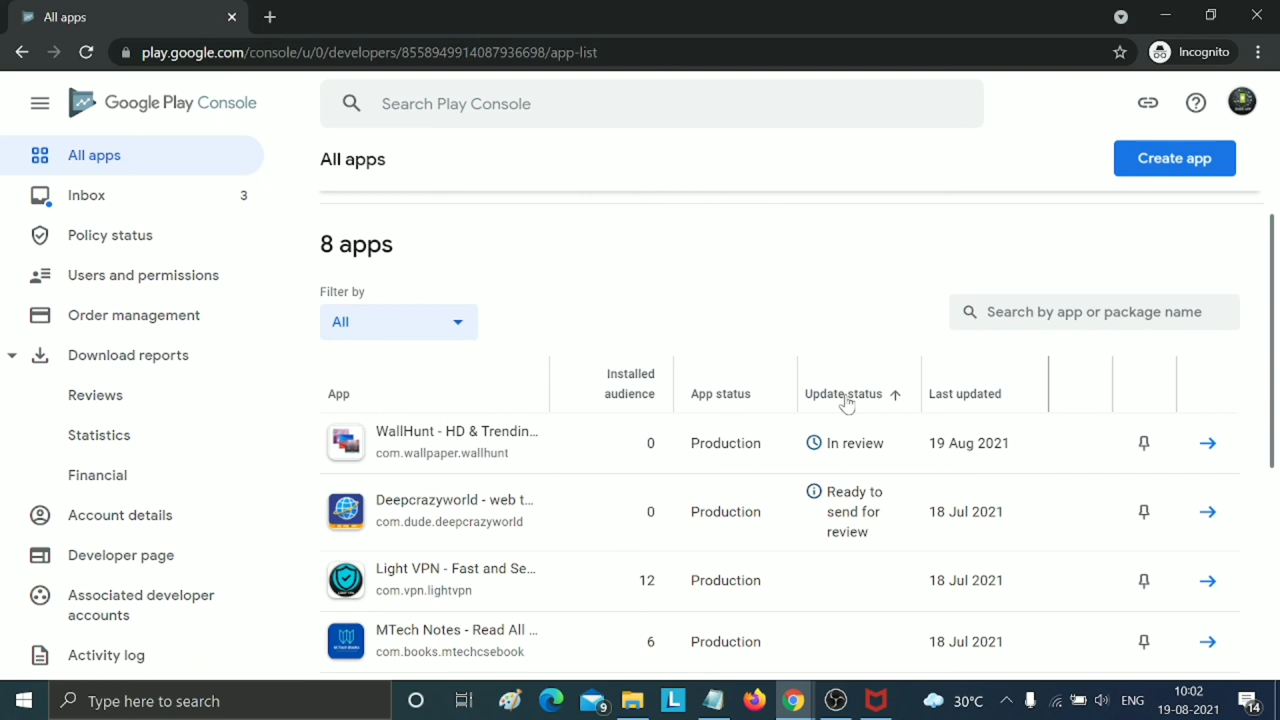 All apps
play.google.com/console/u/0/developers/8558949914087936698/app-list
Incognito
Google Play Console
Search Play Console
All apps
Inbox 3
Policy status
Users and permissions
Order management
Download reports
Reviews
Statistics
Financial
Account details
Developer page
Associated developer
accounts
Activity log
All apps
Create app
8 apps
Filter by
All
Search by app or package name
App
Installed
audience
App status
Update status
Last updated
WallHunt - HD & Trendin...
com.wallpaper.wallhunt
0 Production In review 19 Aug 2021
Deepcrazyworld - web t...
com.dude.deepcrazyworld
0 Production
Ready to
send for
review
18 Jul 2021
Light VPN - Fast and Se...
com.vpn.lightvpn
12 Production 18 Jul 2021
MTech Notes - Read All ...
com.books.mtechcsebook
6 Production 18 Jul 2021
Type here to search
9
L
30°C
ENG
10:02
19-08-2021
14